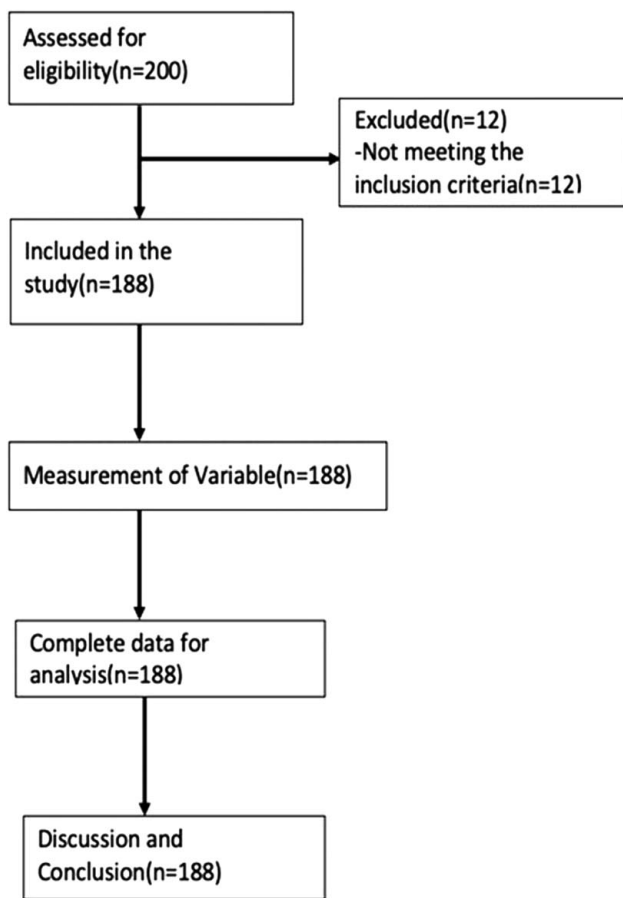 Assessed for
eligibility(n=200)
Excluded(n=12)
-Not meeting the
inclusion criteria(n=12)
Included in the
study(n=188)
Measurement of Variable(n=188)
Complete data for
analysis(n=188)
Discussion and
Conclusion(n=188)